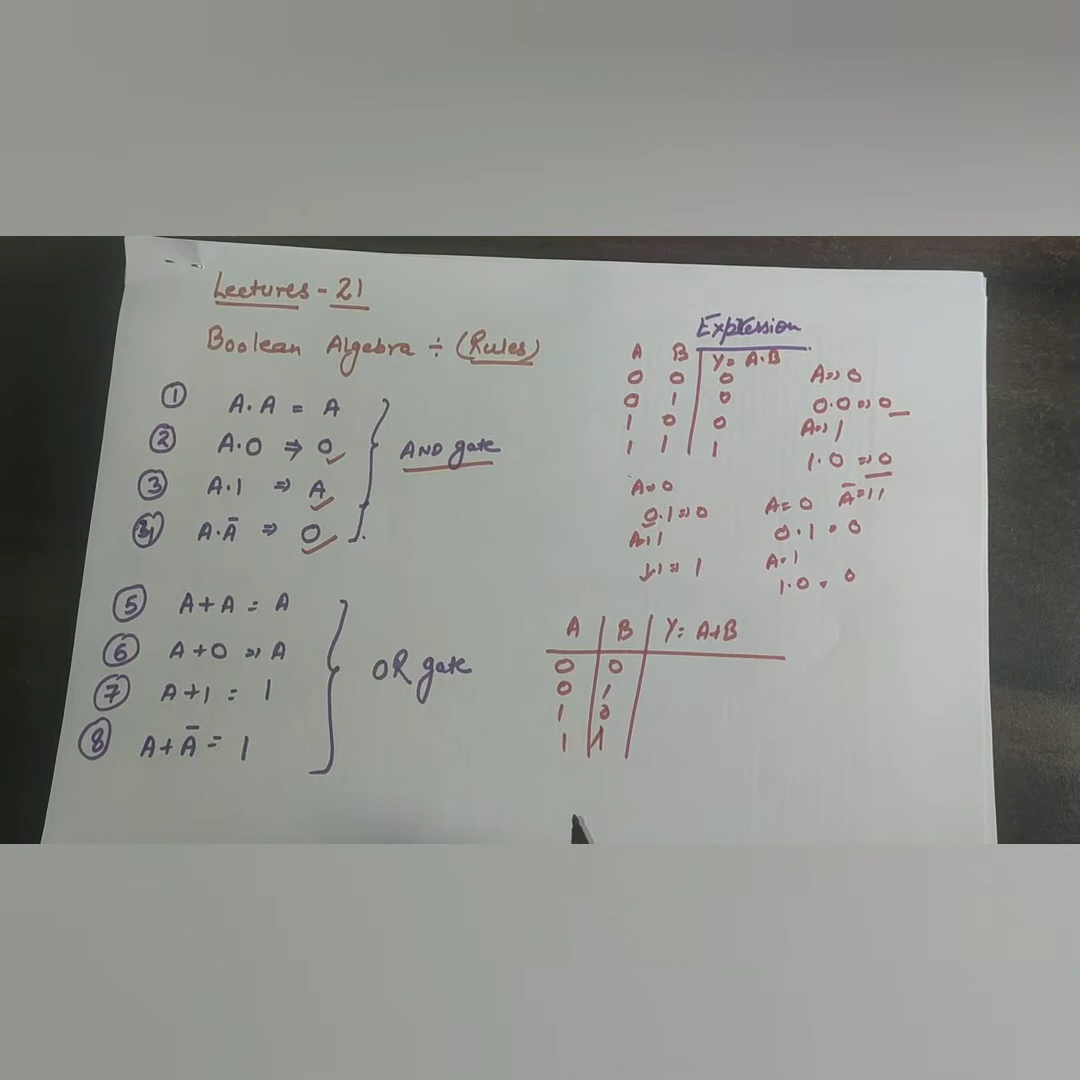 Lectures - 21
Boolean Algebra ÷ (Rules)
① A.A = A
② A.0 ⇒ 0
③ A.1 ⇒ A
A.Ā ⇒ 0
AND gate
⑤ A+A = A
⑥ A+0 ⇒ A
⑦ A+1 = 1
⑧ A+Ā = 1
OR gate
Expression
A B Y = A.B
0 0 0
0 1 0
1 0 0
1 1 1
A⇒0
0.0⇒0
A⇒1
1.0⇒0
A=0
0.1⇒0
A=1
1.1 = 1
A=0 Ā=1
0.1 = 0
A=1
1.0 = 0
A B Y = A+B
0 0
0 1
1 0
1 1